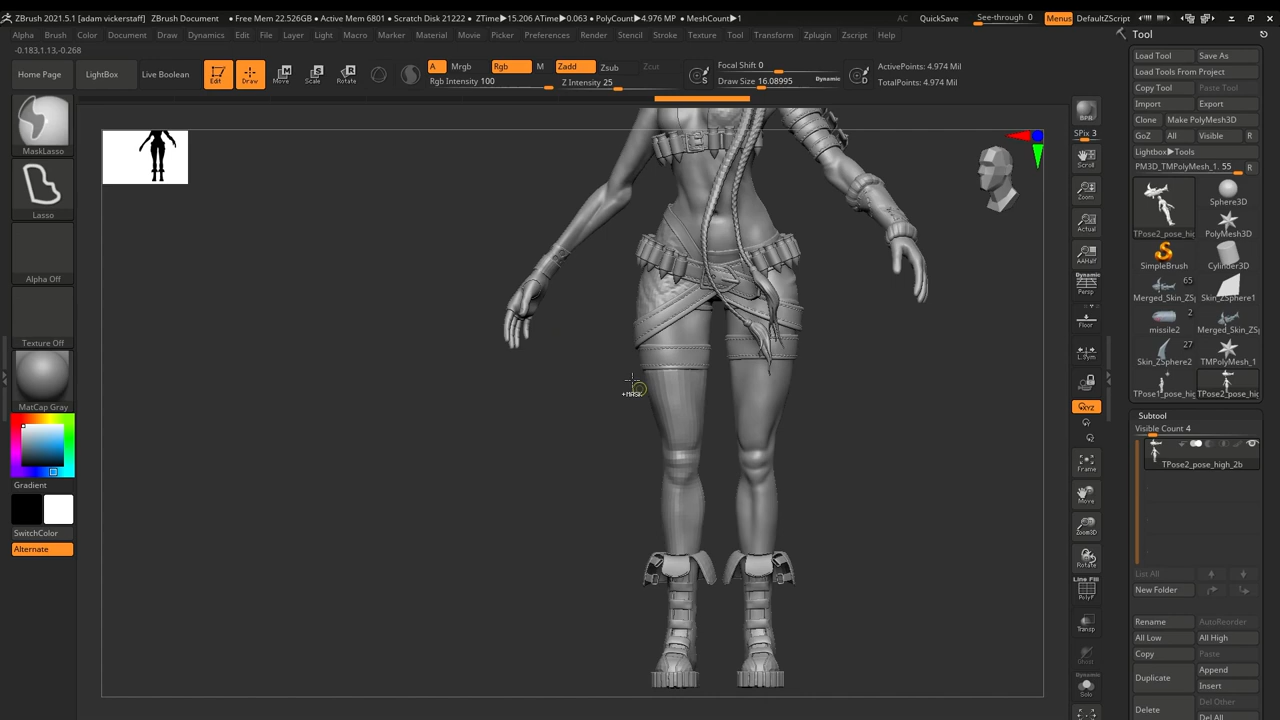 ZBrush 2021.5.1 [adam vickerstaff] ZBrush Document • Free Mem 22.526GB • Active Mem 6801 • Scratch Disk 21222 • ZTime▶15.206 ATime▶0.063 • PolyCount▶4.976 MP • MeshCount▶1
AC QuickSave See-through 0 Menus DefaultZScript
Alpha Brush Color Document Draw Dynamics Edit File Layer Light Macro Marker Material Movie Picker Preferences Render Stencil Stroke Texture Tool Transform Zplugin Zscript Help
-0.183,1.13,-0.268
Home Page LightBox Live Boolean
Edit Draw Move Scale Rotate
A Mrgb Rgb M Zadd Zsub Zcut
Rgb Intensity 100 Z Intensity 25
Focal Shift 0
Draw Size 16.08995 Dynamic
S D
ActivePoints: 4.974 Mil
TotalPoints: 4.974 Mil
MaskLasso
Lasso
Alpha Off
Texture Off
MatCap Gray
Gradient
SwitchColor
Alternate
+MASK
BPR
SPix 3
Scroll
Zoom
Actual
AAHalf
Dynamic
Persp
Floor
L.Sym
XYZ
Frame
Move
Zoom3D
Rotate
Line Fill
PolyF
Transp
Ghost
Dynamic
Solo
Tool
Load Tool Save As
Load Tools From Project
Copy Tool Paste Tool
Import Export
Clone Make PolyMesh3D
GoZ All Visible R
Lightbox▶Tools
PM3D_TMPolyMesh_1. 55 R
Sphere3D
TPose2_pose_hig PolyMesh3D
SimpleBrush Cylinder3D
65
Merged_Skin_ZSp Skin_ZSphere1
2
missile2 Merged_Skin_ZSp
27
Skin_ZSphere2 TMPolyMesh_1
TPose1_pose_hig TPose2_pose_hig
Subtool
Visible Count 4
TPose2_pose_high_2b
List All
New Folder
Rename AutoReorder
All Low All High
Copy Paste
Duplicate Append
Insert
Delete Del Other
Del All